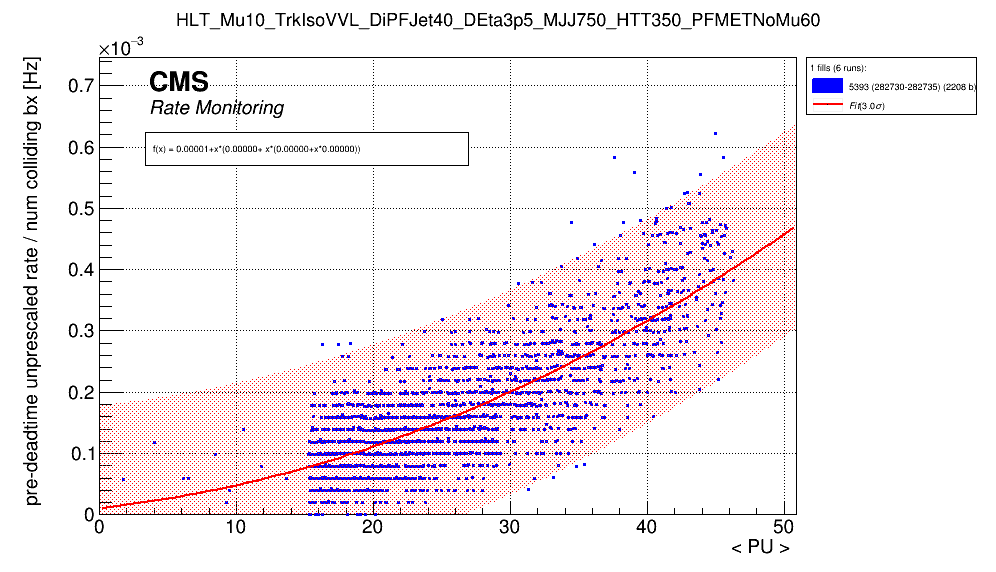 HLT_Mu10_TrkIsoVVL_DiPFJet40_DEta3p5_MJJ750_HTT350_PFMETNoMu60
×10⁻³
CMS
Rate Monitoring
f(x) = 0.00001+x*(0.00000+ x*(0.00000+x*0.00000))
1 fills (6 runs):
5393 (282730-282735) (2208 b)
Fit(3.0σ)
pre-deadtime unprescaled rate / num colliding bx [Hz]
0.7
0.6
0.5
0.4
0.3
0.2
0.1
0
0 10 20 30 40 50
< PU >